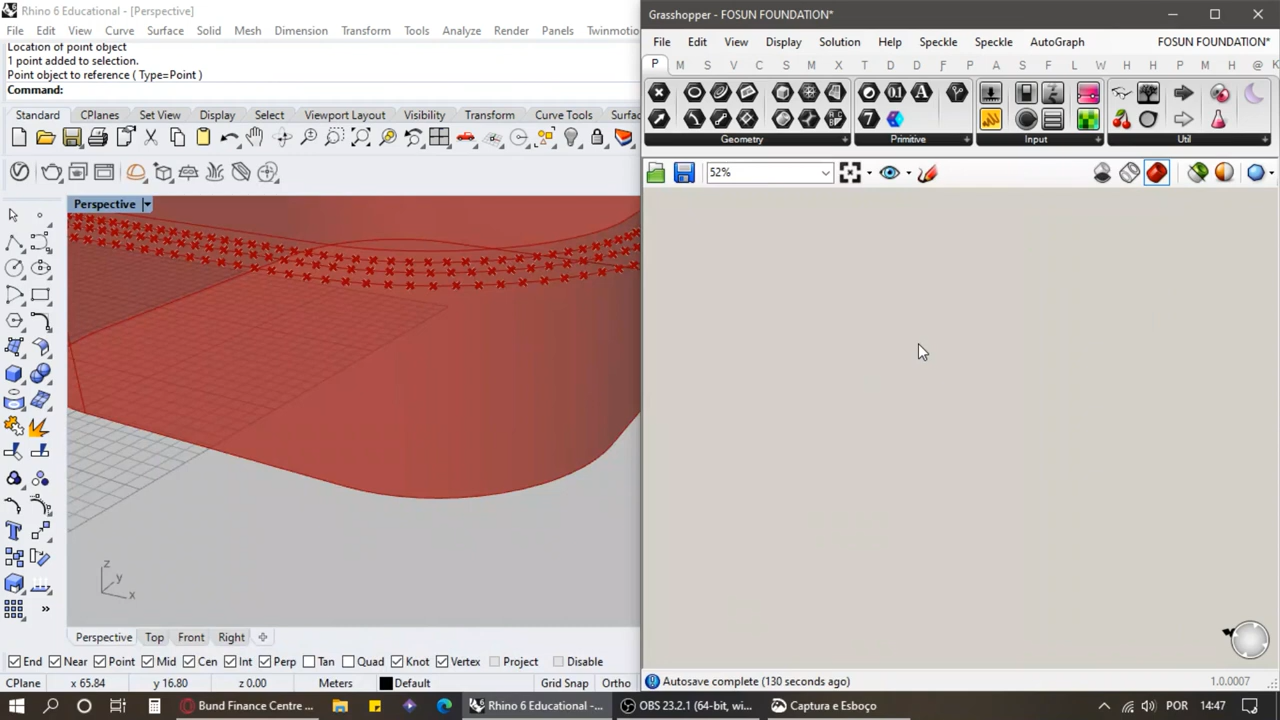 Rhino 6 Educational - [Perspective]
File Edit View Curve Surface Solid Mesh Dimension Transform Tools Analyze Render Panels Twinmotio
Location of point object
1 point added to selection.
Point object to reference ( Type=Point )
Command:
Standard CPlanes Set View Display Select Viewport Layout Visibility Transform Curve Tools Surfac
Perspective
z
y
x
Perspective Top Front Right
End Near Point Mid Cen Int Perp Tan Quad Knot Vertex Project Disable
CPlane x 65.84 y 16.80 z 0.00 Meters Default Grid Snap Ortho
Grasshopper - FOSUN FOUNDATION*
File Edit View Display Solution Help Speckle Speckle AutoGraph FOSUN FOUNDATION*
P M S V C S M X T D D F P A S F L W H H P M H @ K
Geometry Primitive Input Util
52%
Autosave complete (130 seconds ago)
1.0.0007
Bund Finance Centre ... Rhino 6 Educational -... OBS 23.2.1 (64-bit, wi... Captura e Esboço POR 14:47